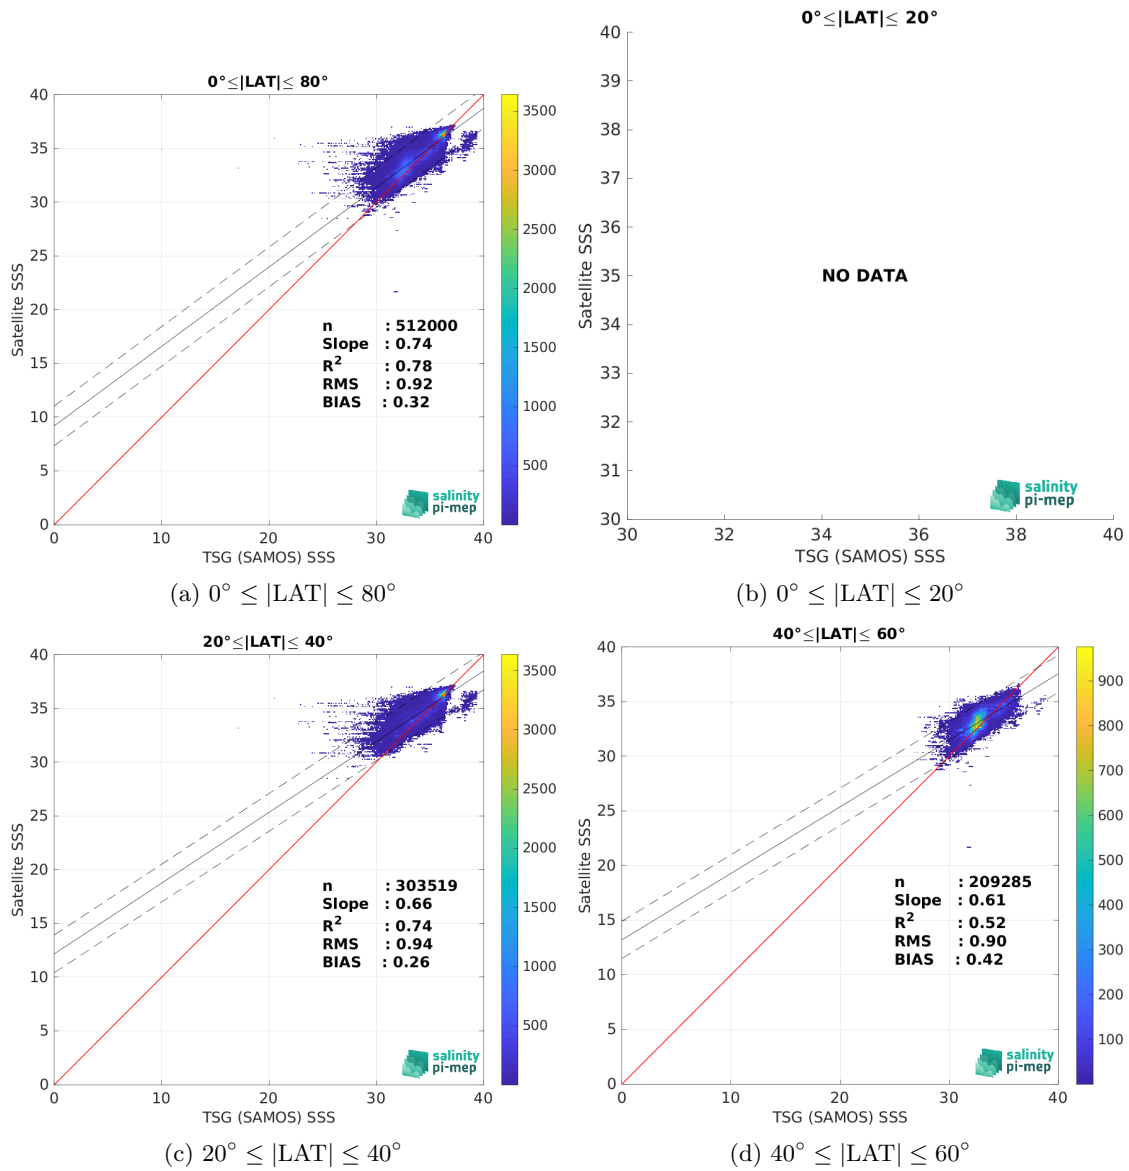 0°≤|LAT|≤ 80°
40
35
30
25
20
15
10
5
0
Satellite SSS
0
10
20
30
40
TSG (SAMOS) SSS
3500
3000
2500
2000
1500
1000
500
n : 512000
Slope : 0.74
R² : 0.78
RMS : 0.92
BIAS : 0.32
salinity
pi-mep
(a) 0° ≤ |LAT| ≤ 80°
0°≤|LAT|≤ 20°
40
39
38
37
36
35
34
33
32
31
30
Satellite SSS
NO DATA
30
32
34
36
38
40
TSG (SAMOS) SSS
salinity
pi-mep
(b) 0° ≤ |LAT| ≤ 20°
20°≤|LAT|≤ 40°
40
35
30
25
20
15
10
5
0
Satellite SSS
0
10
20
30
40
TSG (SAMOS) SSS
3500
3000
2500
2000
1500
1000
500
n : 303519
Slope : 0.66
R² : 0.74
RMS : 0.94
BIAS : 0.26
salinity
pi-mep
(c) 20° ≤ |LAT| ≤ 40°
40°≤|LAT|≤ 60°
40
35
30
25
20
15
10
5
0
Satellite SSS
0
10
20
30
40
TSG (SAMOS) SSS
900
800
700
600
500
400
300
200
100
n : 209285
Slope : 0.61
R² : 0.52
RMS : 0.90
BIAS : 0.42
salinity
pi-mep
(d) 40° ≤ |LAT| ≤ 60°